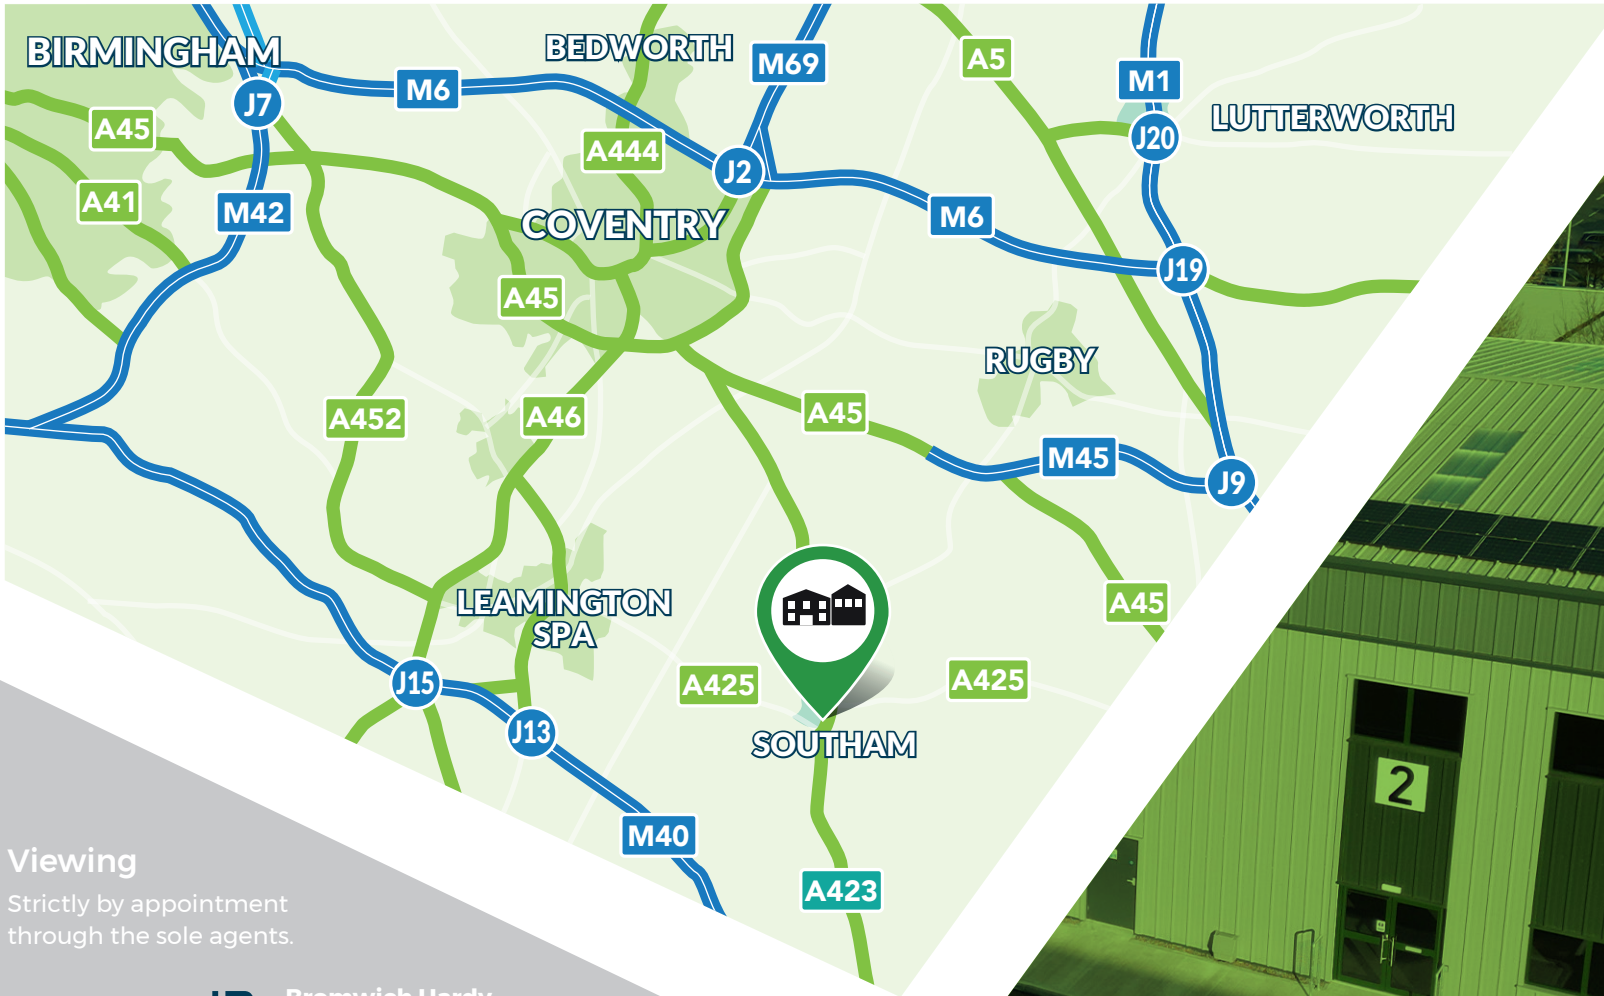 BIRMINGHAM
BEDWORTH
M69
A5
M1
M6
J7
LUTTERWORTH
A45
J20
A444
J2
A41
M42
COVENTRY
M6
J19
A45
RUGBY
A452
A46
A45
M45
J9
LEAMINGTON
SPA
A45
J15
A425
A425
J13
SOUTHAM
2
M40
A423
Viewing
Strictly by appointment
through the sole agents.
Bromwich Hardy